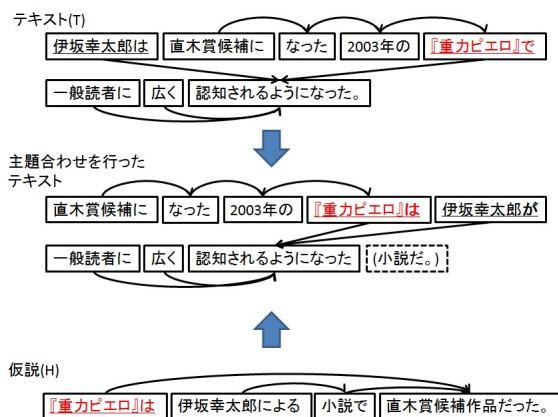 テキスト(T)
伊坂幸太郎は 直木賞候補に なった 2003年の 『重力ピエロ』で
一般読者に 広く 認知されるようになった。
主題合わせを行った
テキスト
直木賞候補に なった 2003年の 『重力ピエロ』は 伊坂幸太郎が
一般読者に 広く 認知されるようになった (小説だ。)
仮説(H)
『重力ピエロ』は 伊坂幸太郎による 小説で 直木賞候補作品だった。